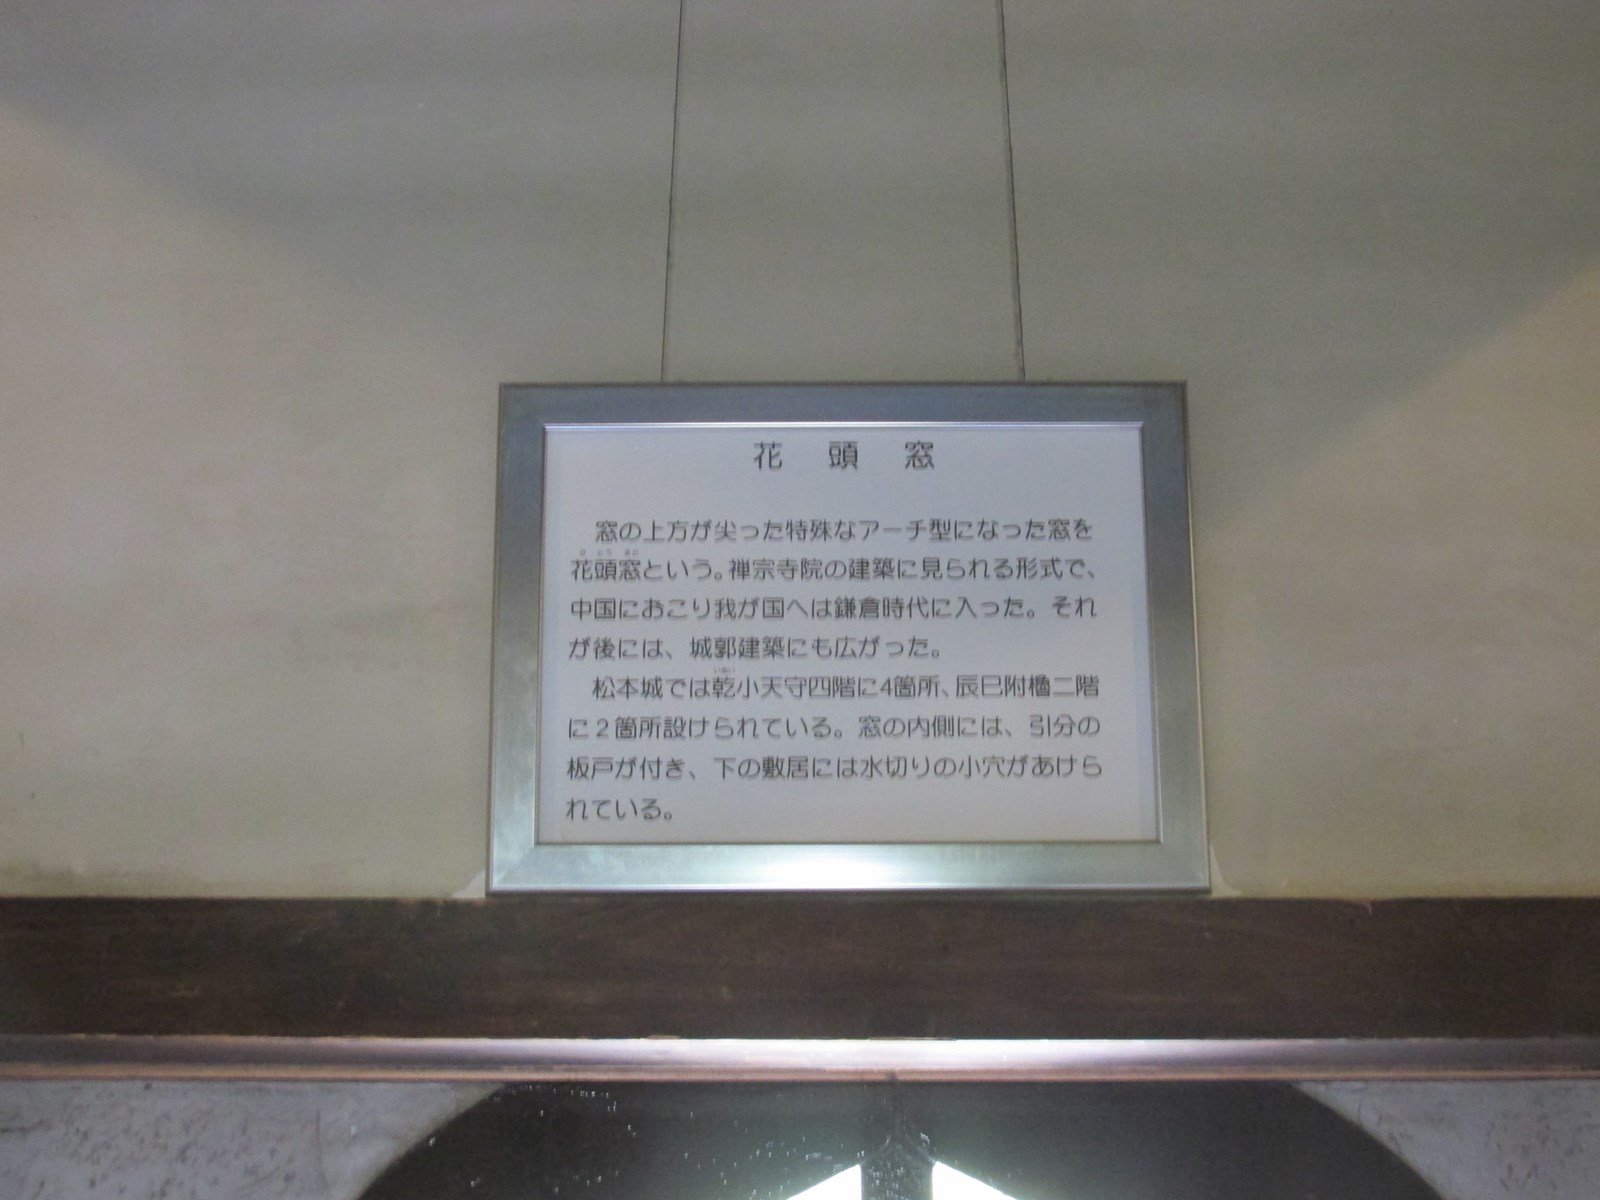 花頭窓
窓の上方が尖った特殊なアーチ型になった窓を
花頭窓という。禅宗寺院の建築に見られる形式で、
中国におこり我が国へは鎌倉時代に入った。それ
が後には、城郭建築にも広がった。
松本城では乾小天守四階に4箇所、辰巳附櫓二階
に2箇所設けられている。窓の内側には、引分の
板戸が付き、下の敷居には水切りの小穴があけら
れている。